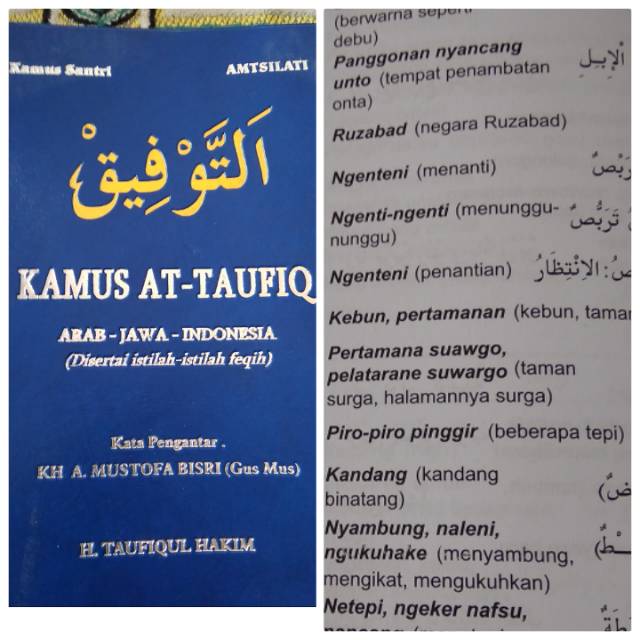 Kamus Santri
AMTSILATI
اَلتَّوْفِيقْ
KAMUS AT-TAUFIQ
ARAB - JAWA - INDONESIA
(Disertai istilah-istilah feqih)
Kata Pengantar .
KH A. MUSTOFA BISRI (Gus Mus)
H. TAUFIQUL HAKIM
(berwarna seperti
debu)
Panggonan nyancang
unto (tempat penambatan
onta)
الْإِبِلِ
Ruzabad (negara Ruzabad)
Ngenteni (menanti)
Ngenti-ngenti (menunggu-
nunggu)
تَرَبُّصٌ
Ngenteni (penantian)
الاِنْتِظَارُ
Kebun, pertamanan (kebun,
Pertamana suawgo,
pelatarane suwargo (taman
surga, halamannya surga)
Piro-piro pinggir (beberapa tepi)
Kandang (kandang
binatang)
Nyambung, naleni,
ngukuhake (menyambung,
mengikat, mengukuhkan)
Netepi, ngeker nafsu,